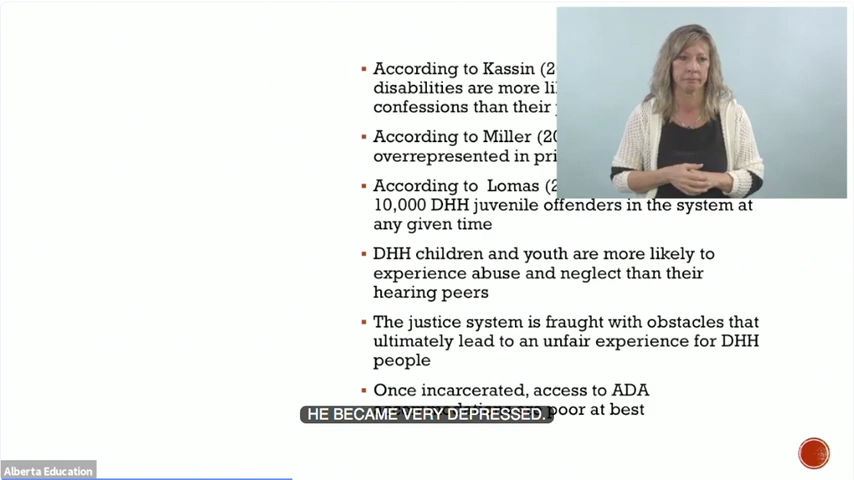 According to Kassin (2
disabilities are more li
confessions than their
According to Miller (20
overrepresented in pri
According to Lomas (2
10,000 DHH juvenile offenders in the system at
any given time
DHH children and youth are more likely to
experience abuse and neglect than their
hearing peers
The justice system is fraught with obstacles that
ultimately lead to an unfair experience for DHH
people
Once incarcerated, access to ADA
poor at best
HE BECAME VERY DEPRESSED.
Alberta Education